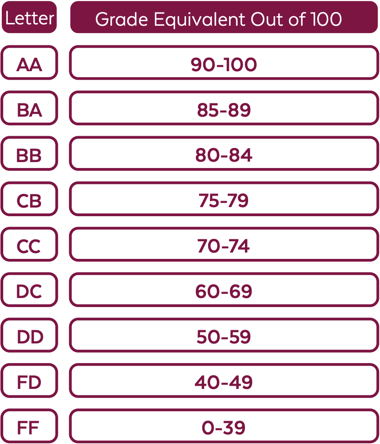 Letter Grade Equivalent Out of 100
AA 90-100
BA 85-89
BB 80-84
CB 75-79
CC 70-74
DC 60-69
DD 50-59
FD 40-49
FF 0-39